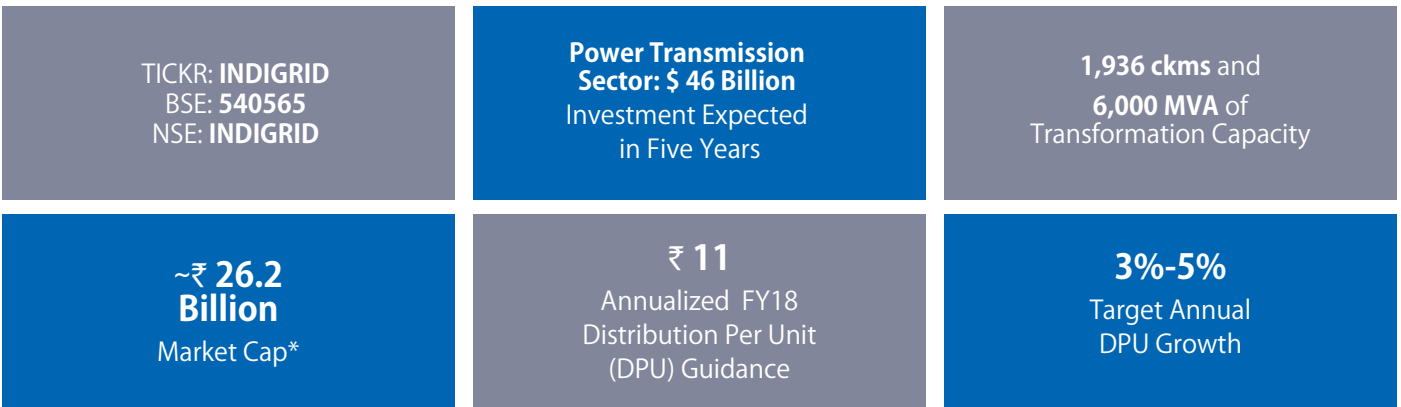 TICKR: INDIGRID
BSE: 540565
NSE: INDIGRID
Power Transmission
Sector: $ 46 Billion
Investment Expected
in Five Years
1,936 ckms and
6,000 MVA of
Transformation Capacity
~₹ 26.2
Billion
Market Cap*
₹ 11
Annualized FY18
Distribution Per Unit
(DPU) Guidance
3%-5%
Target Annual
DPU Growth